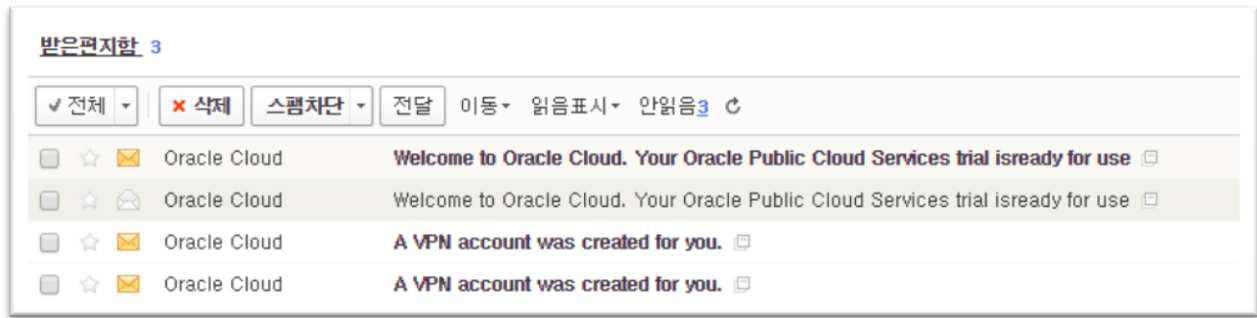 받은편지함 3
전체 삭제 스팸차단 전달 이동 읽음표시 안읽음3
Oracle Cloud Welcome to Oracle Cloud. Your Oracle Public Cloud Services trial isready for use
Oracle Cloud Welcome to Oracle Cloud. Your Oracle Public Cloud Services trial isready for use
Oracle Cloud A VPN account was created for you.
Oracle Cloud A VPN account was created for you.